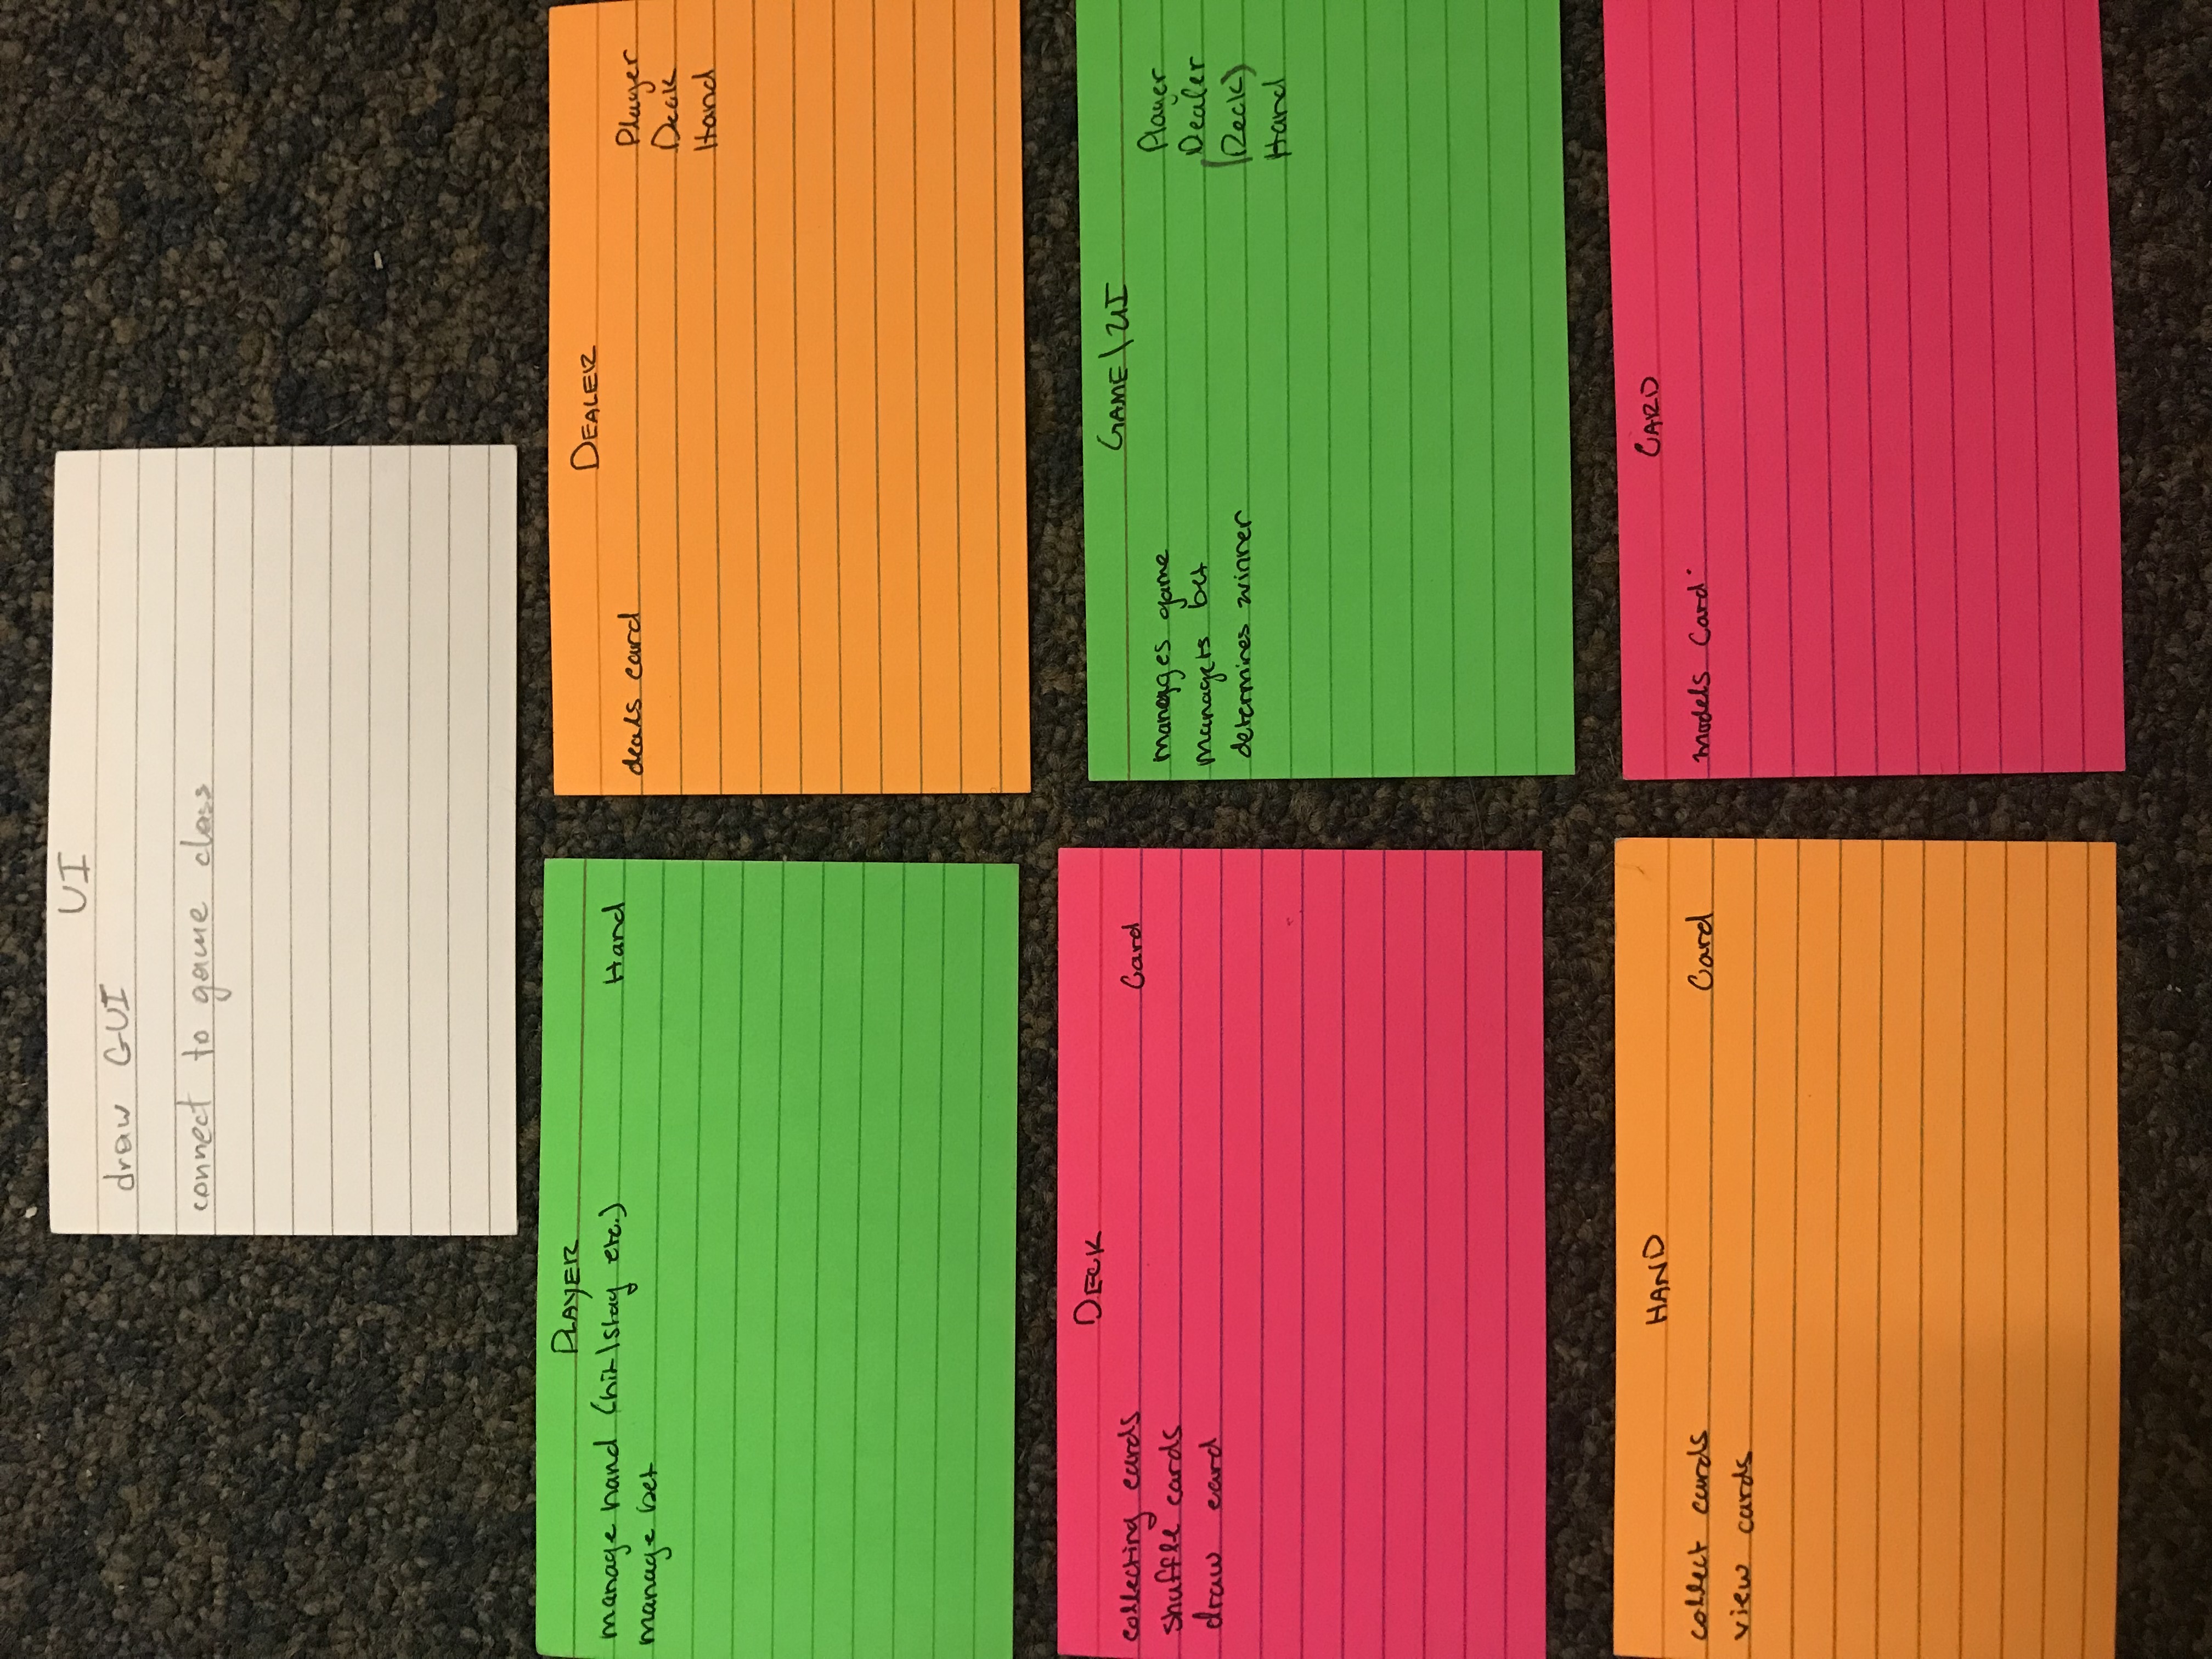 UI
draw GUI
connect to game class
PLAYER
manage hand (hit\stay etc.) Hand
manage bet
DEALER
deals card Player
Deck
Hand
DECK
collecting cards Card
shuffle cards
draw card
GAME\UI
manages game Player
managers bet Dealer
determines winner (Deck)
Hand
HAND
collect cards Card
view cards
CARD
models Card